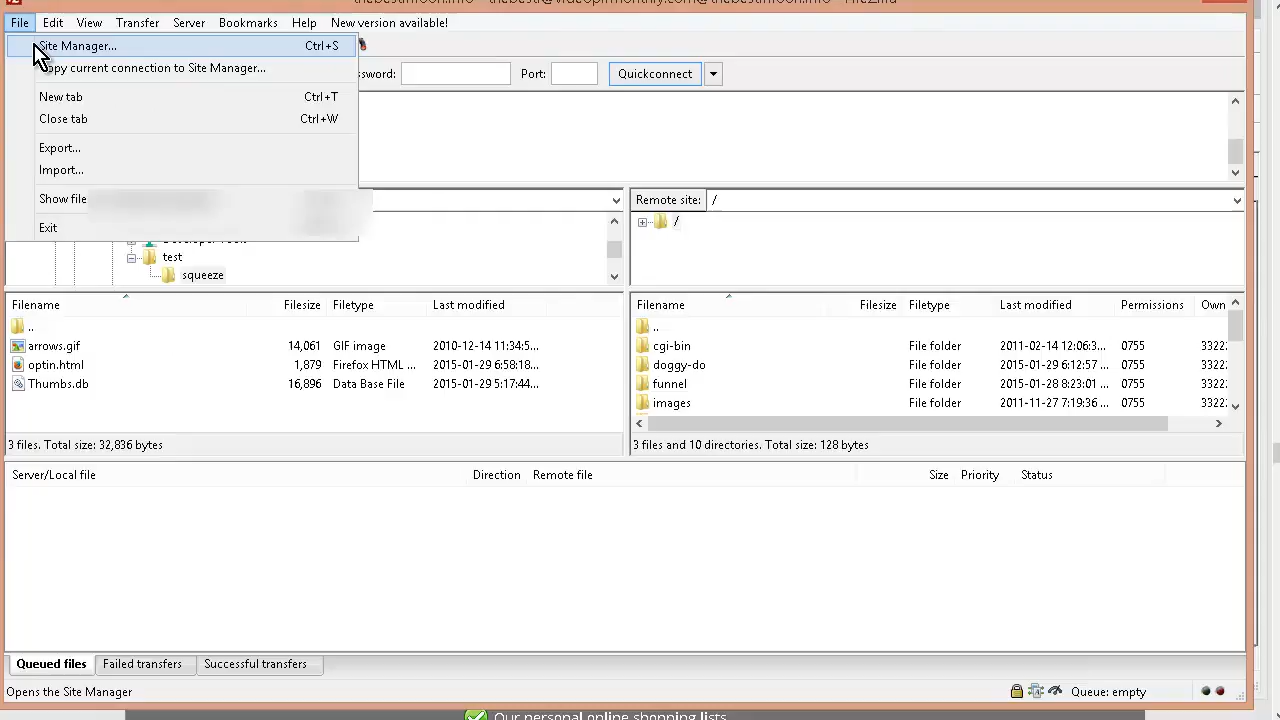 File Edit View Transfer Server Bookmarks Help New version available!
Site Manager... Ctrl+S
current connection to Site Manager...
Password: Port: Quickconnect
New tab Ctrl+T
Close tab Ctrl+W
Export...
Import...
Show file
Exit
Remote site: /
/
test
squeeze
Filename Filesize Filetype Last modified
..
arrows.gif 14,061 GIF image 2010-12-14 11:34:5...
optin.html 1,879 Firefox HTML ... 2015-01-29 6:58:18...
Thumbs.db 16,896 Data Base File 2015-01-29 5:17:44...
3 files. Total size: 32,836 bytes
Filename Filesize Filetype Last modified Permissions Own
..
cgi-bin File folder 2011-02-14 12:06:3... 0755 3322
doggy-do File folder 2015-01-29 6:12:57 ... 0755 3322
funnel File folder 2015-01-28 8:23:01 ... 0755 3322
images File folder 2011-11-27 7:19:36 ... 0755 3322
3 files and 10 directories. Total size: 128 bytes
Server/Local file Direction Remote file Size Priority Status
Queued files Failed transfers Successful transfers
Opens the Site Manager Queue: empty
Our personal online shopping lists